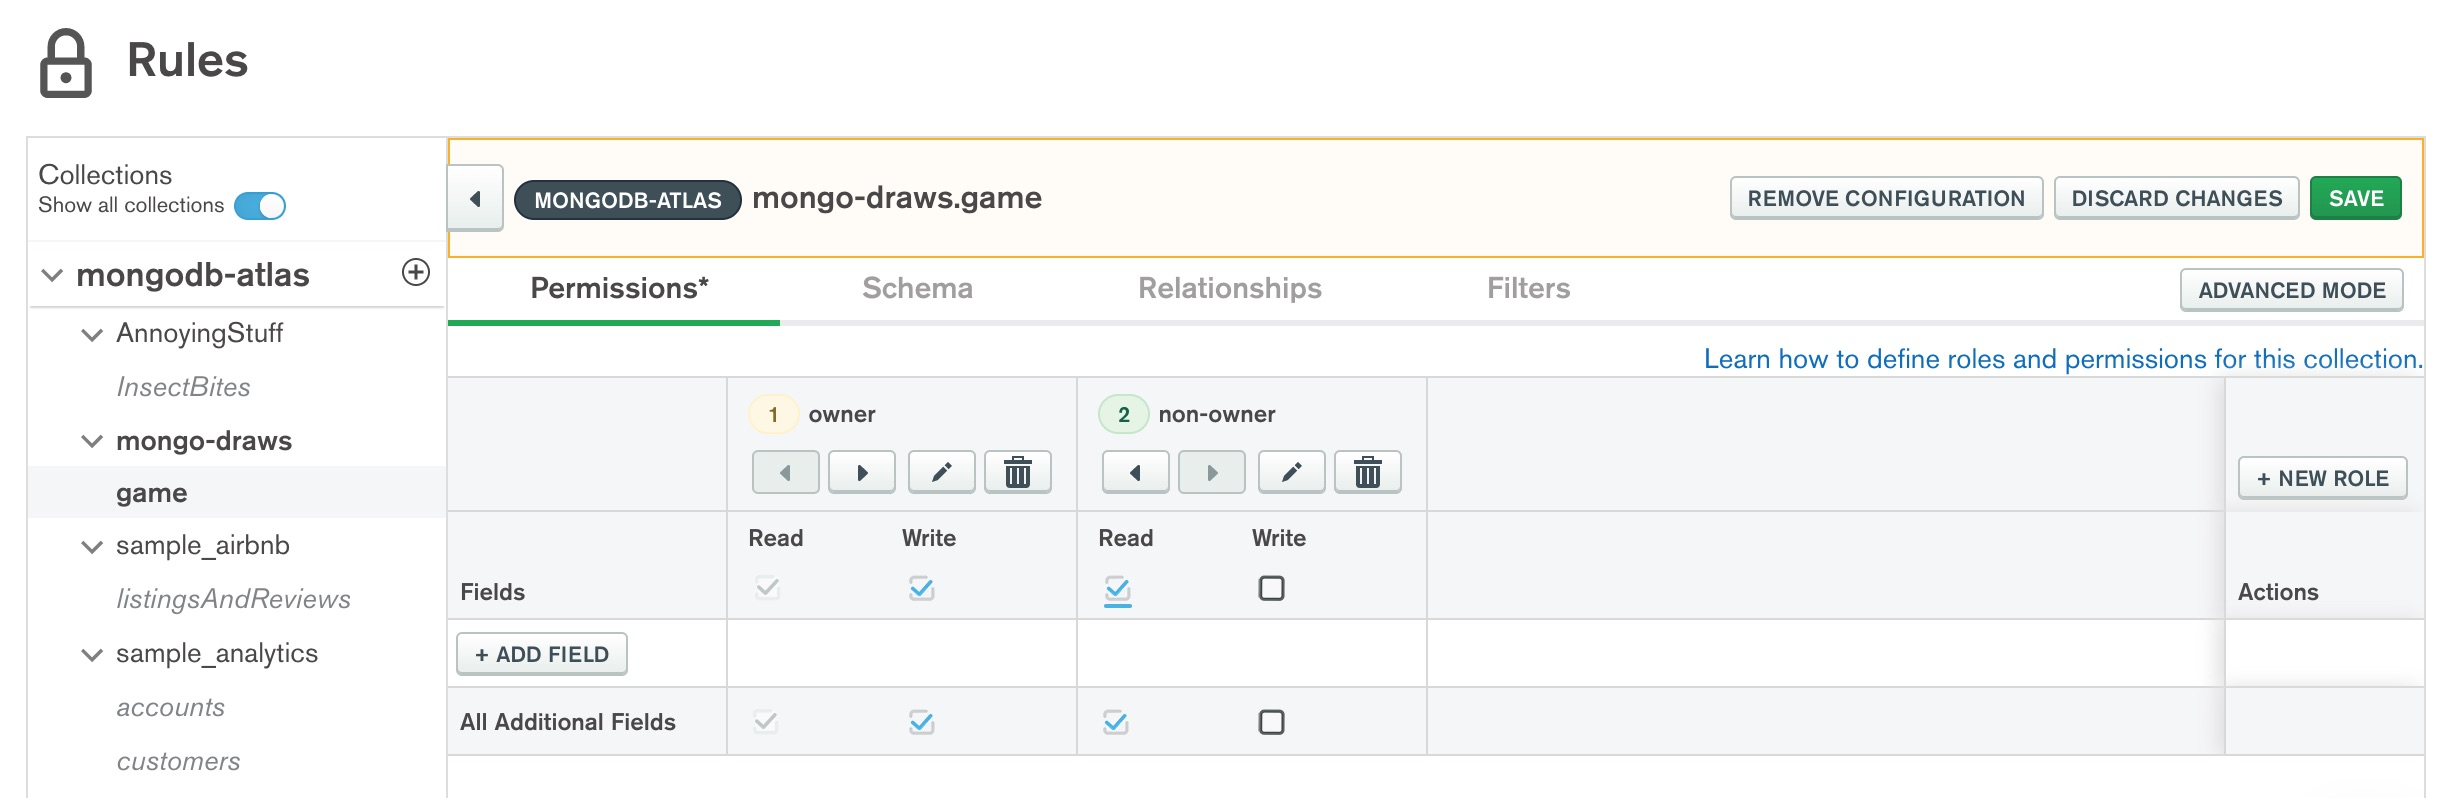 Rules
Collections
Show all collections
mongodb-atlas
AnnoyingStuff
InsectBites
mongo-draws
game
sample_airbnb
listingsAndReviews
sample_analytics
accounts
customers
MONGODB-ATLAS mongo-draws.game
REMOVE CONFIGURATION DISCARD CHANGES SAVE
Permissions* Schema Relationships Filters ADVANCED MODE
Learn how to define roles and permissions for this collection.
1 owner 2 non-owner
+ NEW ROLE
Read Write Read Write
Fields Actions
+ ADD FIELD
All Additional Fields